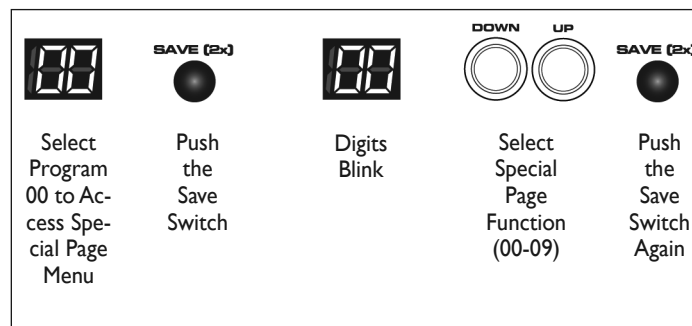 SAVE (2x)
DOWN UP
SAVE (2x
Select
Program
00 to Ac-
cess Spe-
cial Page
Menu
Push
the
Save
Switch
Digits
Blink
Select
Special
Page
Function
(00-09)
Push
the
Save
Switch
Again